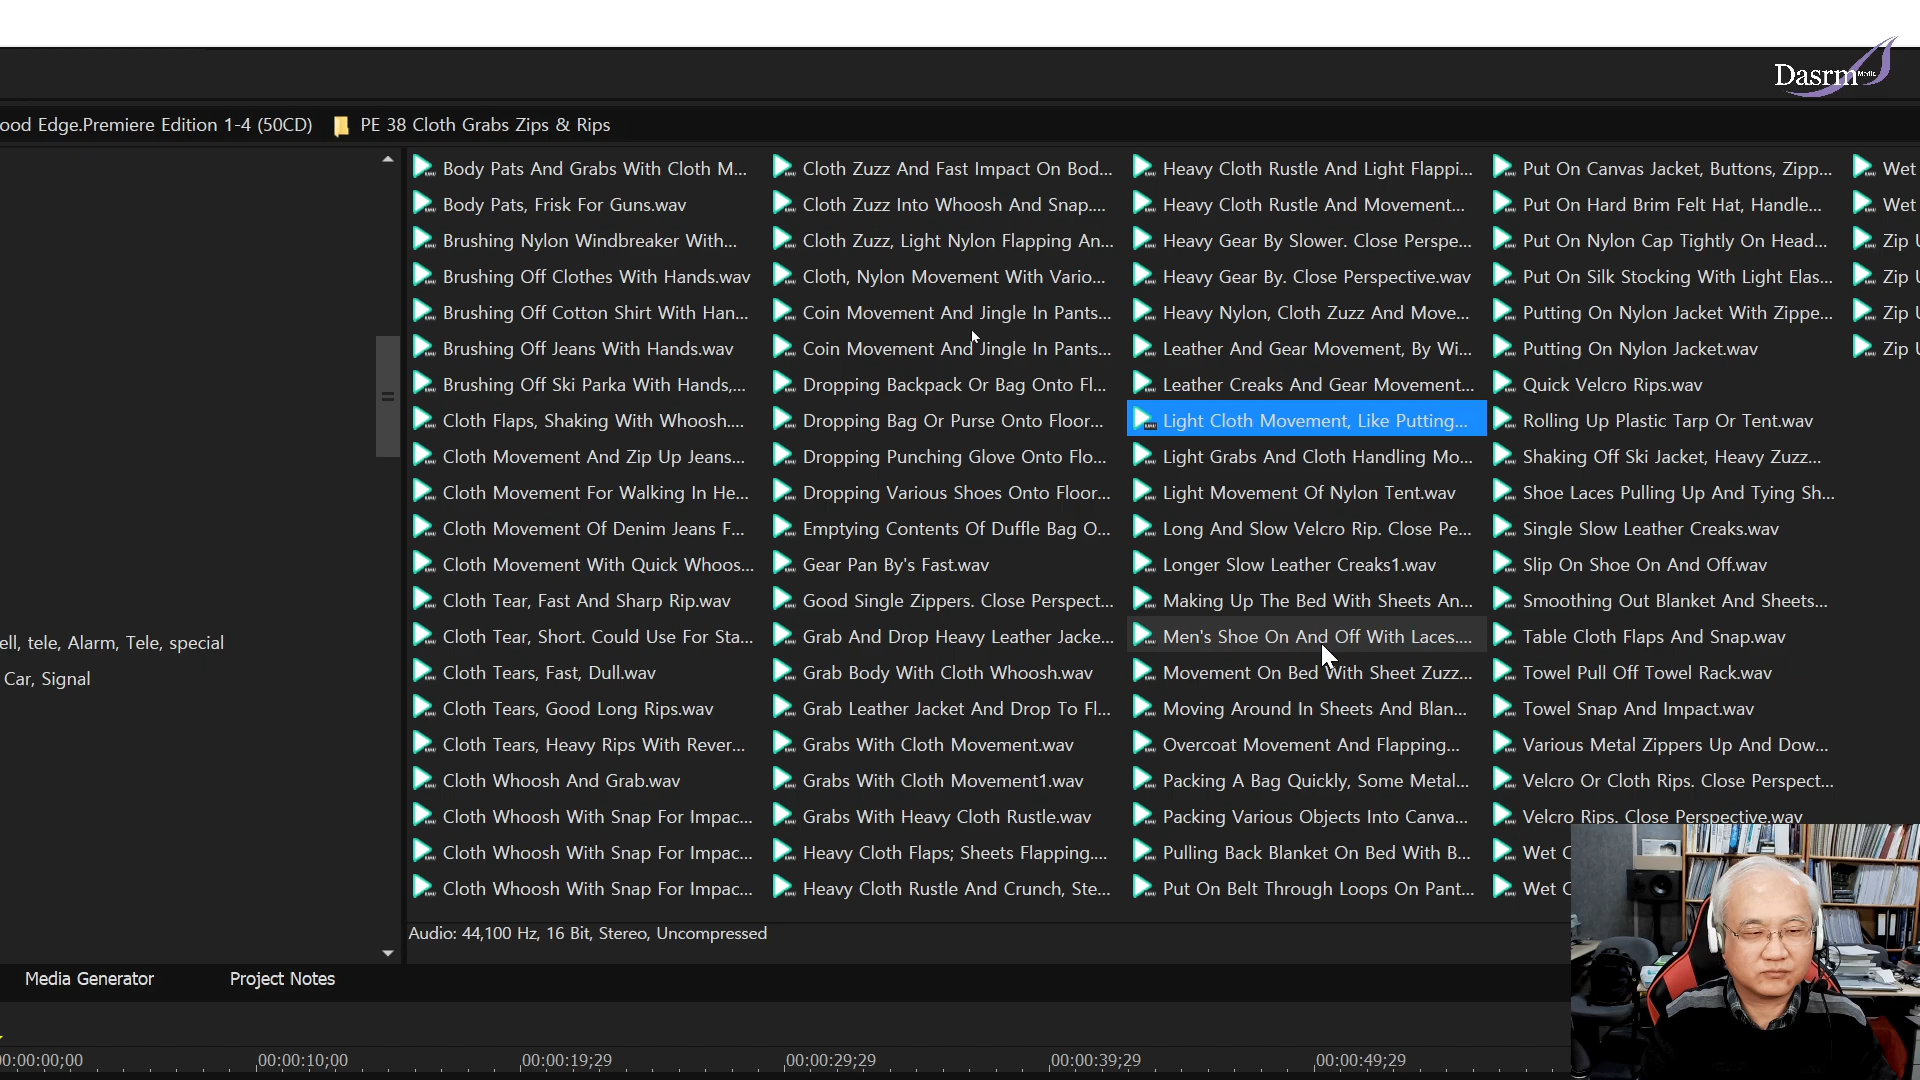 Dasrm Media
ood Edge.Premiere Edition 1-4 (50CD)
PE 38 Cloth Grabs Zips & Rips
Body Pats And Grabs With Cloth M...
Body Pats, Frisk For Guns.wav
Brushing Nylon Windbreaker With...
Brushing Off Clothes With Hands.wav
Brushing Off Cotton Shirt With Han...
Brushing Off Jeans With Hands.wav
Brushing Off Ski Parka With Hands,...
Cloth Flaps, Shaking With Whoosh....
Cloth Movement And Zip Up Jeans...
Cloth Movement For Walking In He...
Cloth Movement Of Denim Jeans F...
Cloth Movement With Quick Whoos...
Cloth Tear, Fast And Sharp Rip.wav
Cloth Tear, Short. Could Use For Sta...
Cloth Tears, Fast, Dull.wav
Cloth Tears, Good Long Rips.wav
Cloth Tears, Heavy Rips With Rever...
Cloth Whoosh And Grab.wav
Cloth Whoosh With Snap For Impac...
Cloth Whoosh With Snap For Impac...
Cloth Whoosh With Snap For Impac...
Cloth Zuzz And Fast Impact On Bod...
Cloth Zuzz Into Whoosh And Snap....
Cloth Zuzz, Light Nylon Flapping An...
Cloth, Nylon Movement With Vario...
Coin Movement And Jingle In Pants...
Coin Movement And Jingle In Pants...
Dropping Backpack Or Bag Onto Fl...
Dropping Bag Or Purse Onto Floor...
Dropping Punching Glove Onto Flo...
Dropping Various Shoes Onto Floor...
Emptying Contents Of Duffle Bag O...
Gear Pan By's Fast.wav
Good Single Zippers. Close Perspect...
Grab And Drop Heavy Leather Jacke...
Grab Body With Cloth Whoosh.wav
Grab Leather Jacket And Drop To Fl...
Grabs With Cloth Movement.wav
Grabs With Cloth Movement1.wav
Grabs With Heavy Cloth Rustle.wav
Heavy Cloth Flaps; Sheets Flapping....
Heavy Cloth Rustle And Crunch, Ste...
Heavy Cloth Rustle And Light Flappi...
Heavy Cloth Rustle And Movement...
Heavy Gear By Slower. Close Perspe...
Heavy Gear By. Close Perspective.wav
Heavy Nylon, Cloth Zuzz And Move...
Leather And Gear Movement, By Wi...
Leather Creaks And Gear Movement...
Light Cloth Movement, Like Putting...
Light Grabs And Cloth Handling Mo...
Light Movement Of Nylon Tent.wav
Long And Slow Velcro Rip. Close Pe...
Longer Slow Leather Creaks1.wav
Making Up The Bed With Sheets An...
Men's Shoe On And Off With Laces....
Movement On Bed With Sheet Zuzz...
Moving Around In Sheets And Blan...
Overcoat Movement And Flapping...
Packing A Bag Quickly, Some Metal...
Packing Various Objects Into Canva...
Pulling Back Blanket On Bed With B...
Put On Belt Through Loops On Pant...
Put On Canvas Jacket, Buttons, Zipp...
Put On Hard Brim Felt Hat, Handle...
Put On Nylon Cap Tightly On Head...
Put On Silk Stocking With Light Elas...
Putting On Nylon Jacket With Zippe...
Putting On Nylon Jacket.wav
Quick Velcro Rips.wav
Rolling Up Plastic Tarp Or Tent.wav
Shaking Off Ski Jacket, Heavy Zuzz...
Shoe Laces Pulling Up And Tying Sh...
Single Slow Leather Creaks.wav
Slip On Shoe On And Off.wav
Smoothing Out Blanket And Sheets...
Table Cloth Flaps And Snap.wav
Towel Pull Off Towel Rack.wav
Towel Snap And Impact.wav
Various Metal Zippers Up And Dow...
Velcro Or Cloth Rips. Close Perspect...
Velcro Rips. Close Perspective.wav
Wet C
Wet C
Wet
Wet
Zip U
Zip U
Zip U
Zip U
ell, tele, Alarm, Tele, special
Car, Signal
Audio: 44,100 Hz, 16 Bit, Stereo, Uncompressed
Media Generator
Project Notes
00:00:00;00
00:00:10;00
00:00:19;29
00:00:29;29
00:00:39;29
00:00:49;29